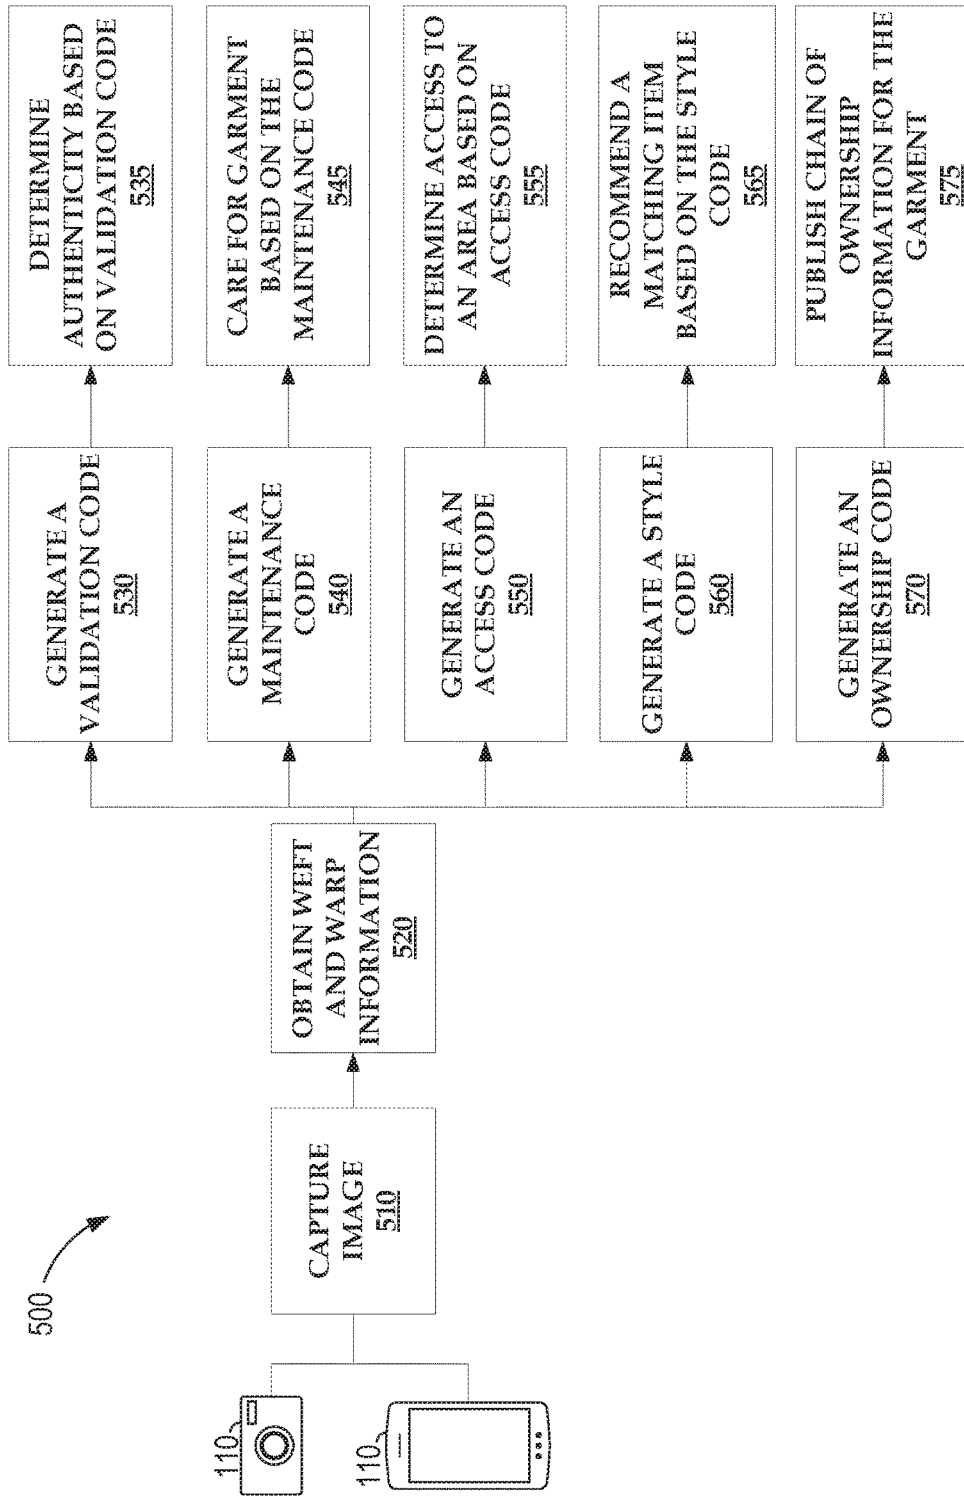 500
110
110
CAPTURE
IMAGE
510
OBTAIN WEFT
AND WARP
INFORMATION
520
GENERATE A
VALIDATION CODE
530
DETERMINE
AUTHENTICITY BASED
ON VALIDATION CODE
535
GENERATE A
MAINTENANCE
CODE
540
CARE FOR GARMENT
BASED ON THE
MAINTENANCE CODE
545
GENERATE AN
ACCESS CODE
550
DETERMINE ACCESS TO
AN AREA BASED ON
ACCESS CODE
555
GENERATE A STYLE
CODE
560
RECOMMEND A
MATCHING ITEM
BASED ON THE STYLE
CODE
565
GENERATE AN
OWNERSHIP CODE
570
PUBLISH CHAIN OF
OWNERSHIP
INFORMATION FOR THE
GARMENT
575